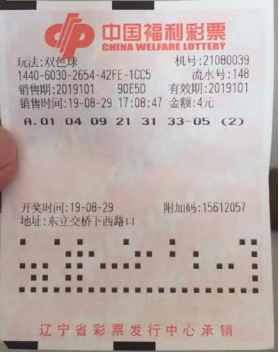 中国福利彩票
CHINA WELFARE LOTTERY
玩法:双色球 机号:21080039
1440-6030-2654-42FE-1CC5 流水号:148
销售期:2019101 90E5D 有效期:2019101
销售时间:19-08-29 17:08:47 金额:4元
A.01 04 09 21 31 33-05 (2)
开奖时间:19-08-29 附加码:15612057
地址:东立交桥下西路口
辽宁省彩票发行中心承销